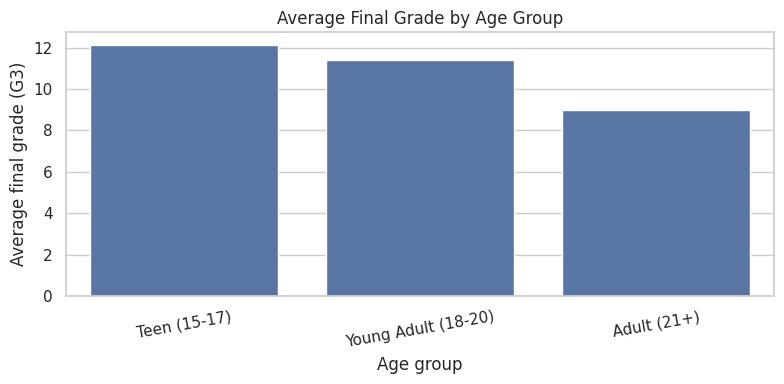 Average Final Grade by Age Group
Average final grade (G3)
12
10
8
6
4
2
0
Teen (15-17)
Young Adult (18-20)
Adult (21+)
Age group